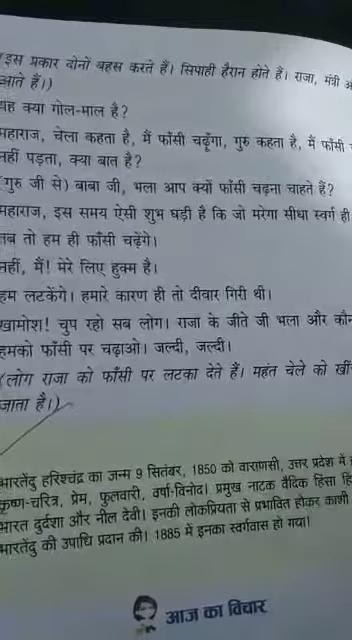 (इस प्रकार दोनों बहस करते हैं। सिपाही हैरान होते हैं। राजा, मंत्री
आते हैं।)
यह क्या गोल-माल है?
महाराज, चेला कहता है, मैं फाँसी चढ़ूँगा, गुरु कहता है, मैं फाँसी
नहीं पड़ता, क्या बात है?
(गुरु जी से) बाबा जी, भला आप क्यों फाँसी चढ़ना चाहते हैं?
महाराज, इस समय ऐसी शुभ घड़ी है कि जो मरेगा सीधा स्वर्ग ही
तब तो हम ही फाँसी चढ़ेंगे।
नहीं, मैं! मेरे लिए हुक्म है।
हम लटकेंगे। हमारे कारण ही तो दीवार गिरी थी।
खामोश! चुप रहो सब लोग। राजा के जीते जी भला और कौन
हमको फाँसी पर चढ़ाओ। जल्दी, जल्दी।
(लोग राजा को फाँसी पर लटका देते हैं। महंत चेले को
जाता है।)
भारतेंदु हरिश्चंद्र का जन्म 9 सितंबर, 1850 को वाराणसी, उत्तर प्रदेश में
कृष्ण-चरित्र, प्रेम, फुलवारी, वर्षा-विनोद। प्रमुख नाटक वैदिक हिंसा
भारत दुर्दशा और नील देवी। इनकी लोकप्रियता से प्रभावित होकर काशी
भारतेंदु की उपाधि प्रदान की। 1885 में इनका स्वर्गवास हो गया।
आज का विचार